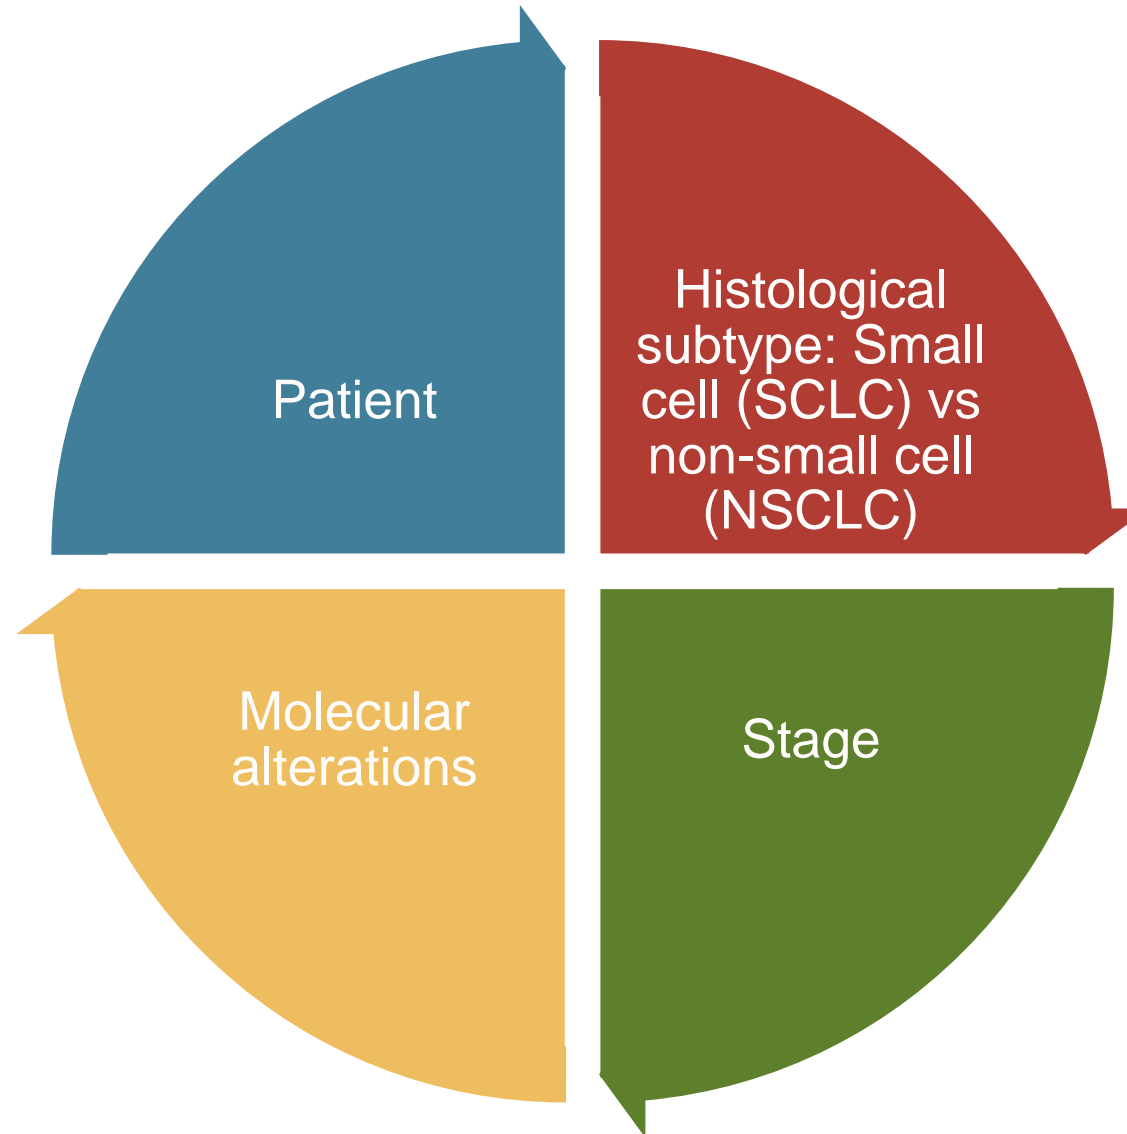 Patient
Histological
subtype: Small
cell (SCLC) vs
non-small cell
(NSCLC)
Molecular
alterations
Stage